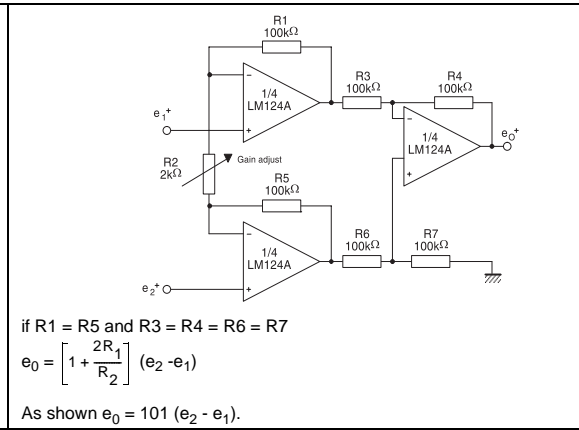 R1
100kΩ
1/4
LM124A
R3
100kΩ
R4
100kΩ
e1+
1/4
LM124A
eO+
R2
2kΩ
Gain adjust
R5
100kΩ
1/4
LM124A
R6
100kΩ
R7
100kΩ
e2+
if R1 = R5 and R3 = R4 = R6 = R7
e0 = [1 + 2R1/R2] (e2 -e1)
As shown e0 = 101 (e2 - e1).